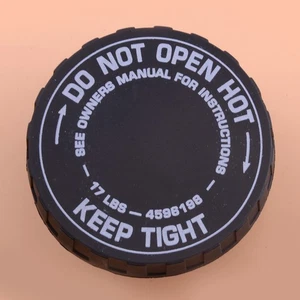 DO NOT OPEN HOT
SEE OWNERS MANUAL FOR INSTRUCTIONS
17 LBS — 4596198
KEEP TIGHT